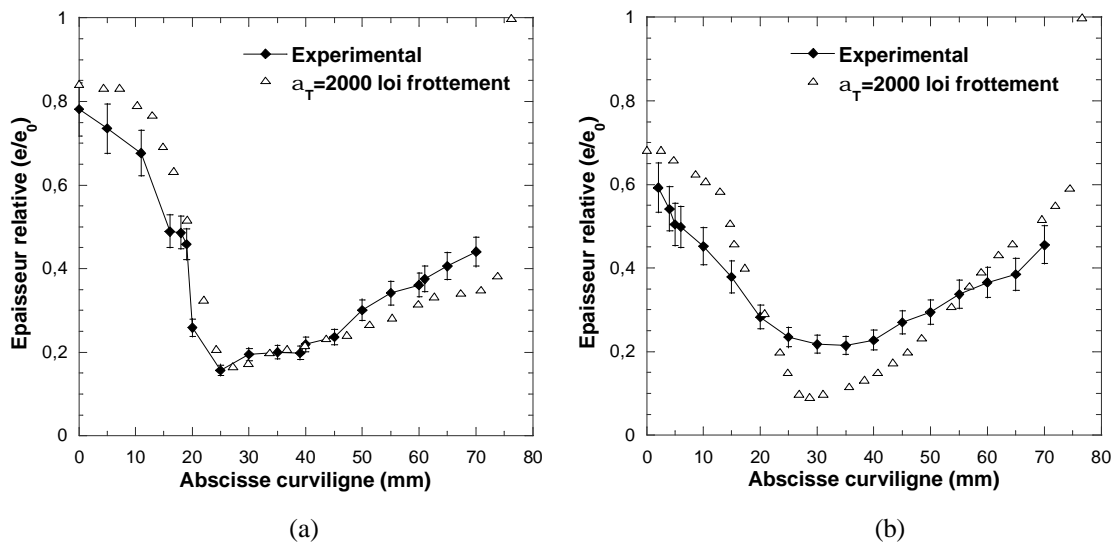 1
0,8
0,6
0,4
0,2
0
0 10 20 30 40 50 60 70 80
Epaisseur relative (e/e0)
Abscisse curviligne (mm)
Experimental
aT=2000 loi frottement
(a)
1
0,8
0,6
0,4
0,2
0
0 10 20 30 40 50 60 70 80
Epaisseur relative (e/e0)
Abscisse curviligne (mm)
Experimental
aT=2000 loi frottement
(b)